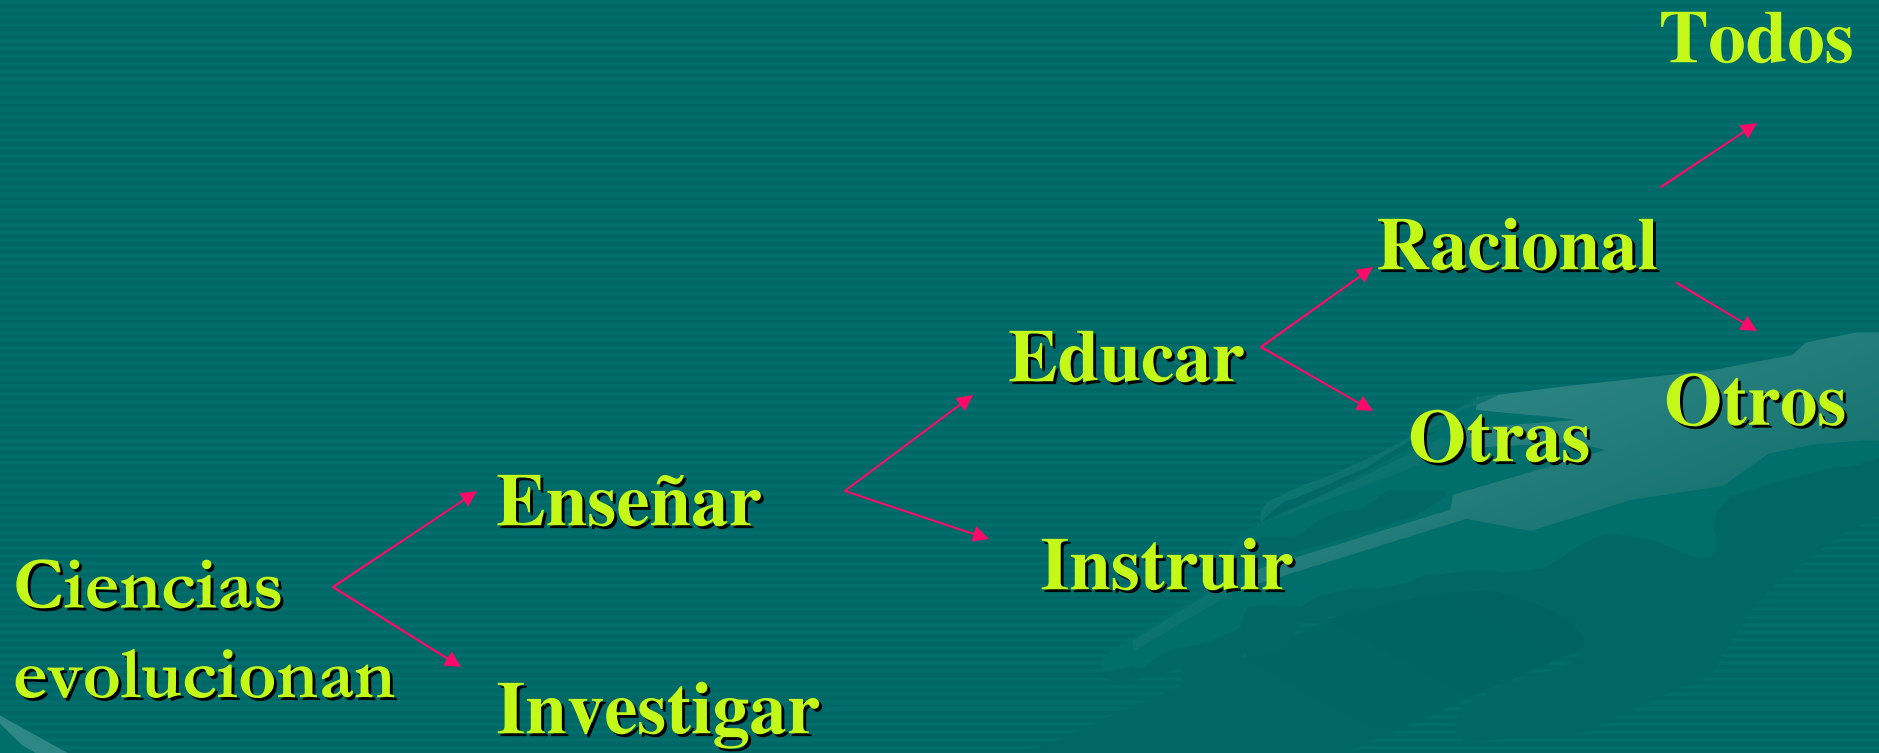 Todos
Racional
Educar
Otros
Otras
Enseñar
Instruir
Ciencias
evolucionan
Investigar